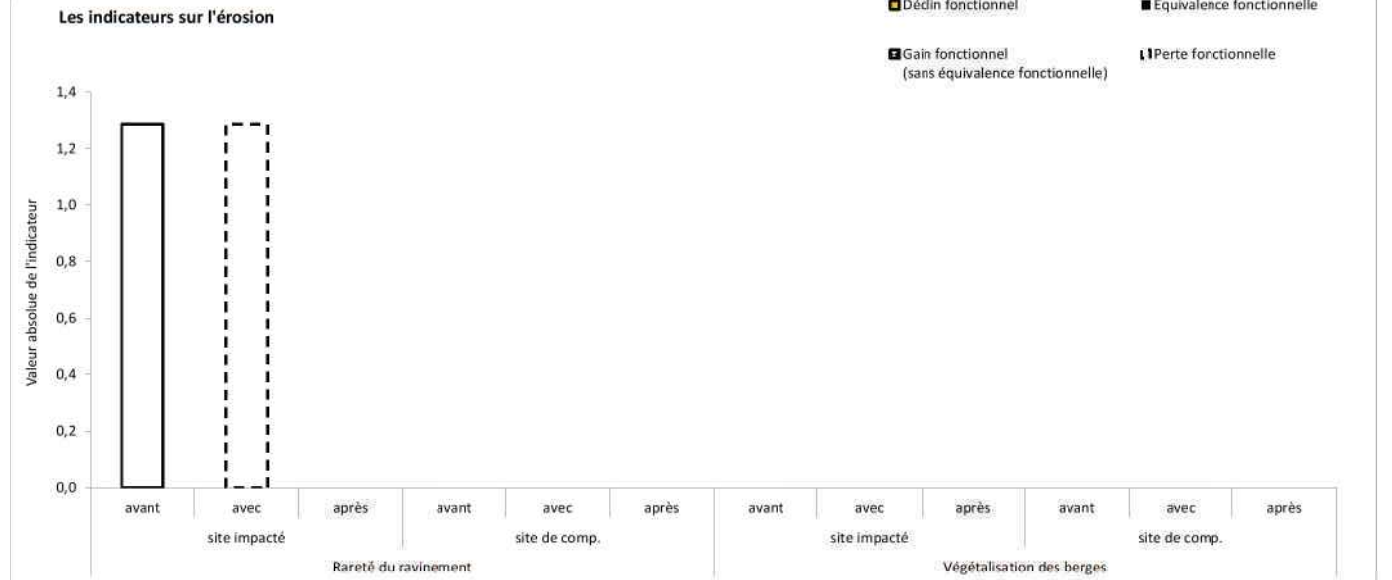 Les indicateurs sur l'érosion
Déclin fonctionnel
Equivalence fonctionnelle
Gain fonctionnel
(sans équivalence fonctionnelle)
Perte fonctionnelle
Valeur absolue de l'indicateur
1,4
1,2
1,0
0,8
0,6
0,4
0,2
0,0
avant avec après avant avec après avant avec après avant avec après
site impacté site de comp. site impacté site de comp.
Rareté du ravinement Végétalisation des berges